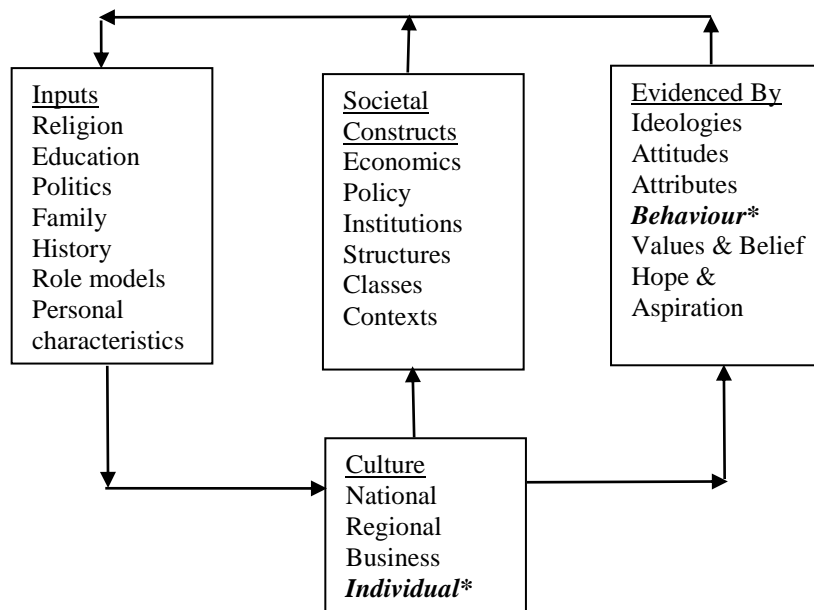 Inputs
Religion
Education
Politics
Family
History
Role models
Personal
characteristics
Societal
Constructs
Economics
Policy
Institutions
Structures
Classes
Contexts
Evidenced By
Ideologies
Attitudes
Attributes
Behaviour*
Values & Belief
Hope &
Aspiration
Culture
National
Regional
Business
Individual*